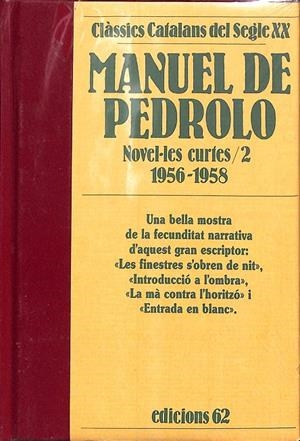 Clàssics Catalans del Segle XX
MANUEL DE
PEDROLO
Novel·les curtes/2
1956-1958
Una bella mostra
de la fecunditat narrativa
d'aquest gran escriptor:
«Les finestres s'obren de nit»,
«Introducció a l'ombra»,
«La mà contra l'horitzó» i
«Entrada en blanc».
edicions 62